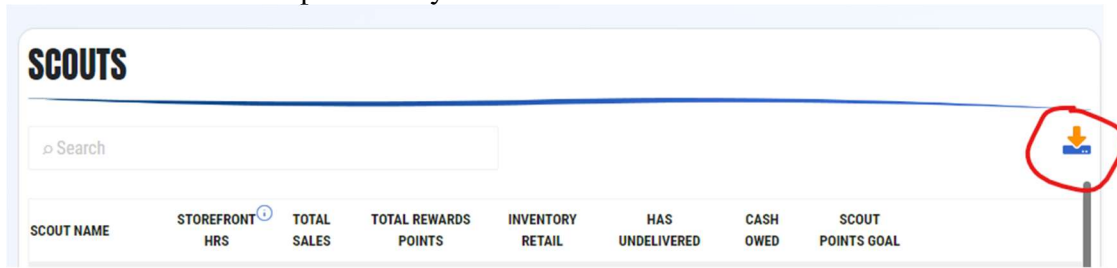 SCOUTS
Search
SCOUT NAME
STOREFRONT HRS
TOTAL SALES
TOTAL REWARDS POINTS
INVENTORY RETAIL
HAS UNDELIVERED
CASH OWED
SCOUT POINTS GOAL